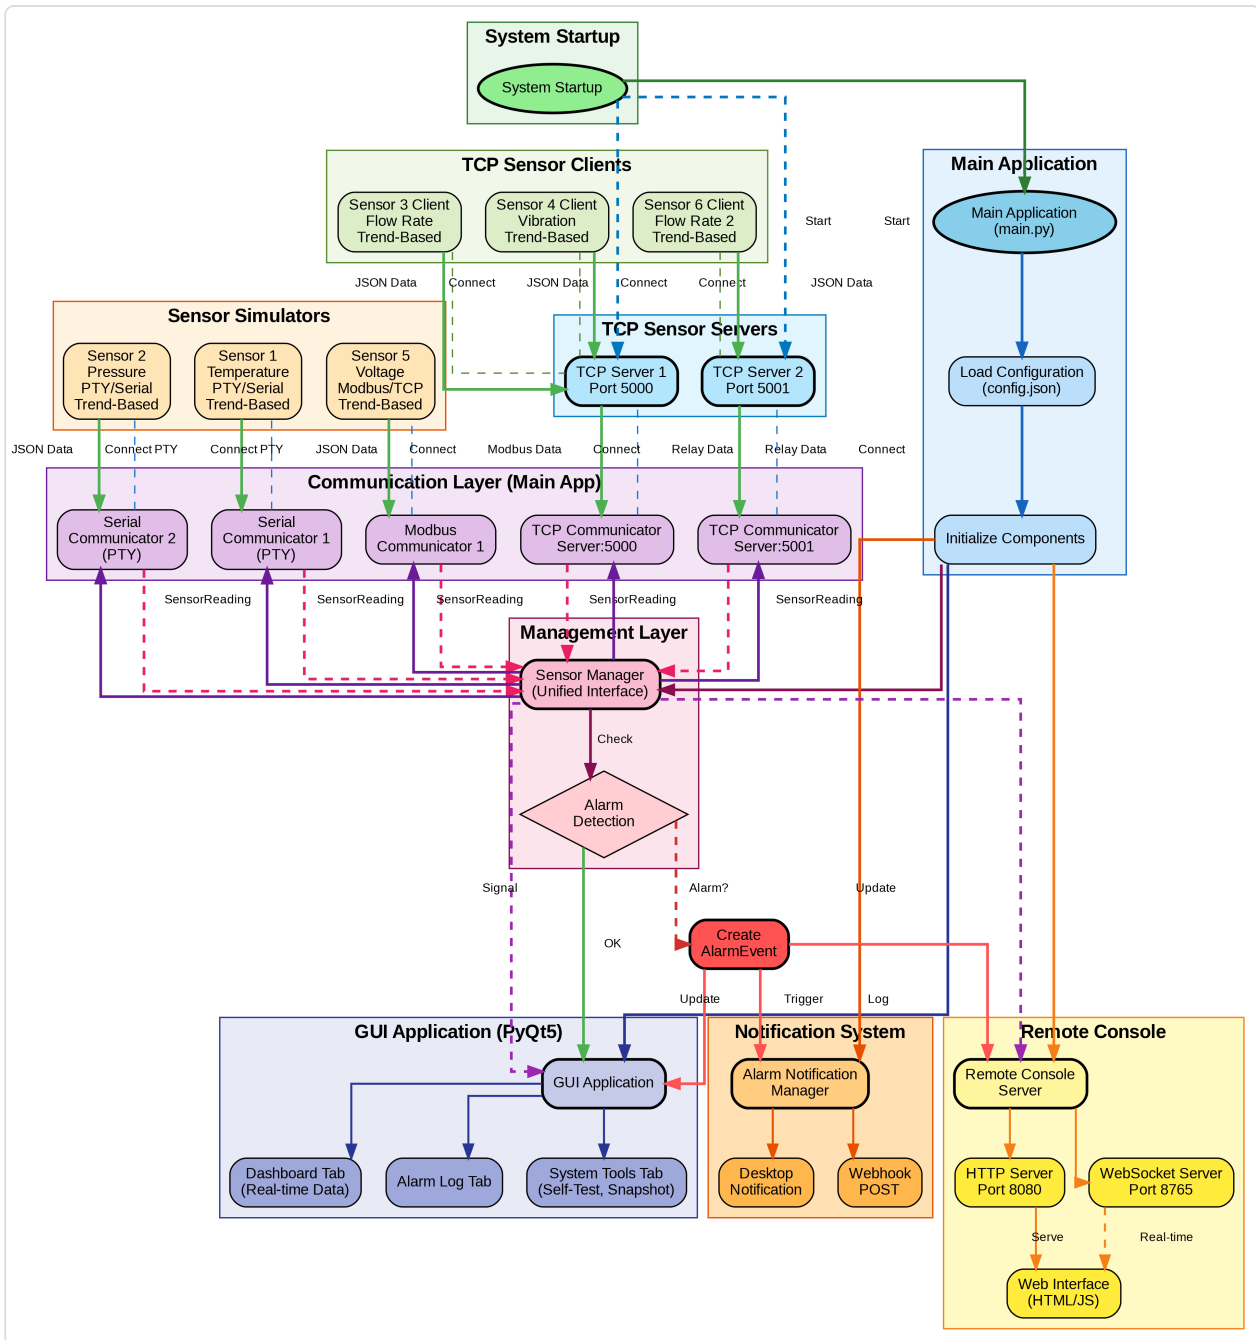 System Startup
System Startup
TCP Sensor Clients
Main Application
Sensor 3 Client
Flow Rate
Trend-Based
Sensor 4 Client
Vibration
Trend-Based
Sensor 6 Client
Flow Rate 2
Trend-Based
Start
Start
Main Application
(main.py)
JSON Data
Connect
JSON Data
Connect
Connect
JSON Data
Sensor Simulators
TCP Sensor Servers
Sensor 2
Pressure
PTY/Serial
Trend-Based
Sensor 1
Temperature
PTY/Serial
Trend-Based
Sensor 5
Voltage
Modbus/TCP
Trend-Based
TCP Server 1
Port 5000
TCP Server 2
Port 5001
Load Configuration
(config.json)
JSON Data
Connect PTY
Connect PTY
JSON Data
Connect
Modbus Data
Connect
Relay Data
Relay Data
Connect
Communication Layer (Main App)
Serial
Communicator 2
(PTY)
Serial
Communicator 1
(PTY)
Modbus
Communicator 1
TCP Communicator
Server:5000
TCP Communicator
Server:5001
Initialize Components
SensorReading
SensorReading
SensorReading
SensorReading
SensorReading
Management Layer
Sensor Manager
(Unified Interface)
Check
Alarm
Detection
Signal
Alarm?
Update
Create
AlarmEvent
OK
Update
Trigger
Log
GUI Application (PyQt5)
Notification System
Remote Console
GUI Application
Alarm Notification
Manager
Remote Console
Server
Dashboard Tab
(Real-time Data)
Alarm Log Tab
System Tools Tab
(Self-Test, Snapshot)
Desktop
Notification
Webhook
POST
HTTP Server
Port 8080
WebSocket Server
Port 8765
Serve
Real-time
Web Interface
(HTML/JS)